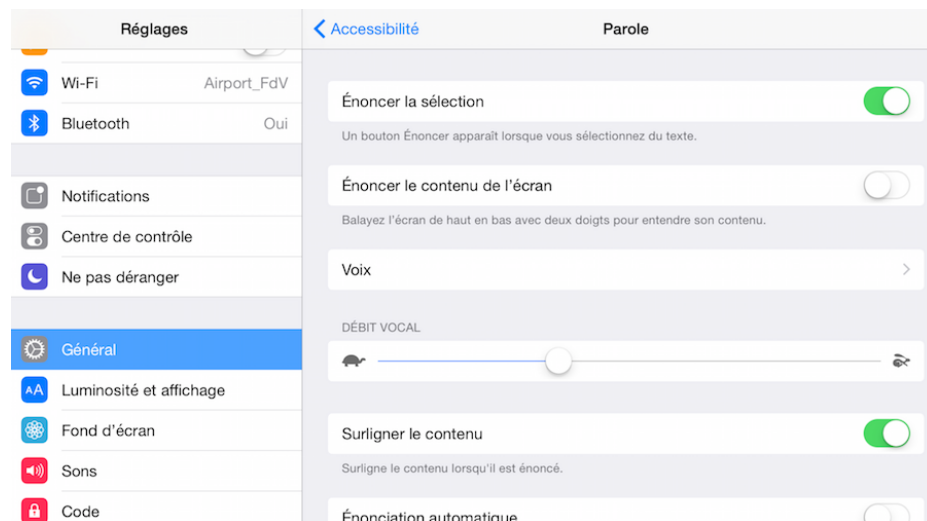 Réglages
Wi-Fi
Airport_FdV
Bluetooth
Oui
Notifications
Centre de contrôle
Ne pas déranger
Général
AA Luminosité et affichage
Fond d'écran
Sons
Code
Accessibilité
Parole
Énoncer la sélection
Un bouton Énoncer apparaît lorsque vous sélectionnez du texte.
Énoncer le contenu de l'écran
Balayez l'écran de haut en bas avec deux doigts pour entendre son contenu.
Voix
DÉBIT VOCAL
Surligner le contenu
Surligne le contenu lorsqu'il est énoncé.
Énonciation automatique